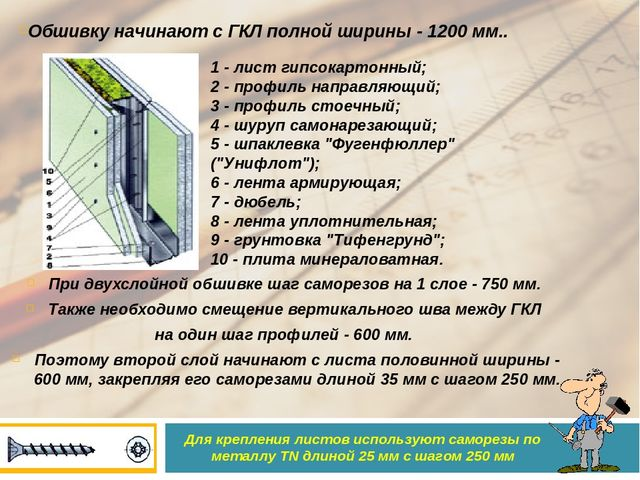 Обшивку начинают с ГКЛ полной ширины - 1200 мм..
1 - лист гипсокартонный;
2 - профиль направляющий;
3 - профиль стоечный;
4 - шуруп самонарезающий;
5 - шпаклевка "Фугенфюллер"
("Унифлот");
6 - лента армирующая;
7 - дюбель;
8 - лента уплотнительная;
9 - грунтовка "Тифенгрунд";
10 - плита минераловатная.
10
5
6
1
9
3
4
7
2
8
При двухслойной обшивке шаг саморезов на 1 слое - 750 мм.
Также необходимо смещение вертикального шва между ГКЛ
на один шаг профилей - 600 мм.
Поэтому второй слой начинают с листа половинной ширины -
600 мм, закрепляя его саморезами длиной 35 мм с шагом 250 мм.
Для крепления листов используют саморезы по
металлу TN длиной 25 мм с шагом 250 мм